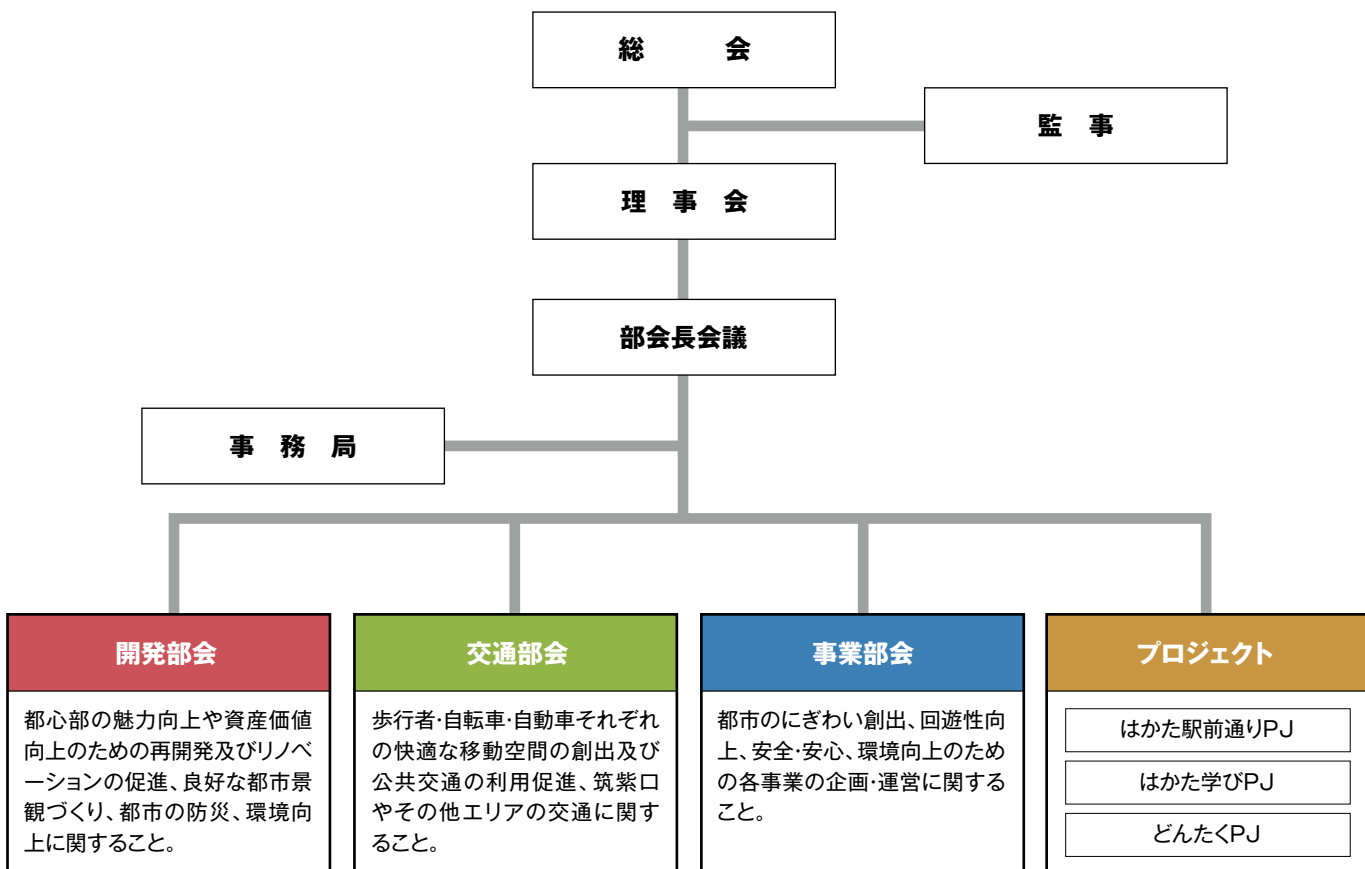 総　会
監　事
理　事　会
部会長会議
事　務　局
開発部会
都心部の魅力向上や資産価値
向上のための再開発及びリノベ
ーションの促進、良好な都市景
観づくり、都市の防災、環境向
上に関すること。
交通部会
歩行者・自転車・自動車それぞれ
の快適な移動空間の創出及び
公共交通の利用促進、筑紫口
やその他エリアの交通に関す
ること。
事業部会
都市のにぎわい創出、回遊性向
上、安全・安心、環境向上のため
の各事業の企画・運営に関する
こと。
プロジェクト
はかた駅前通りPJ
はかた学びPJ
どんたくPJ